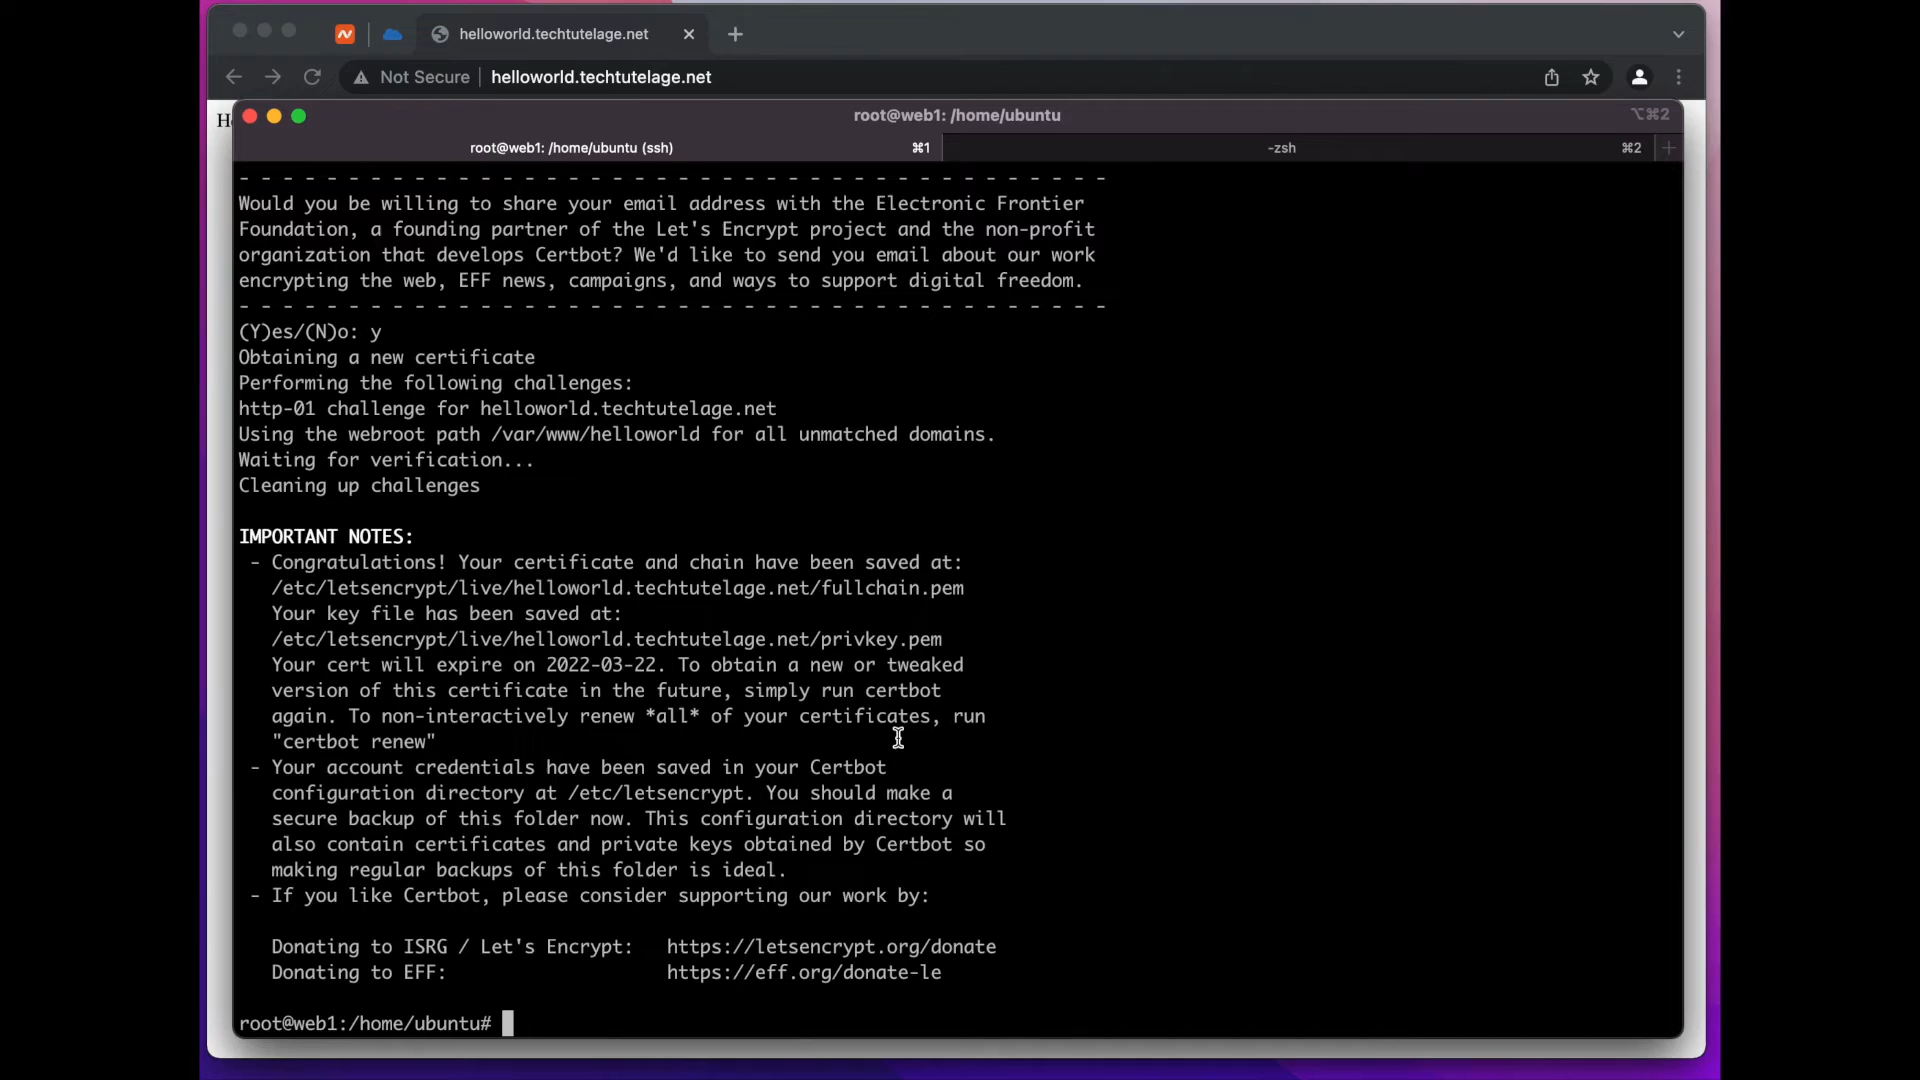 helloworld.techtutelage.net
Not Secure
helloworld.techtutelage.net
root@web1: /home/ubuntu
⌥⌘2
root@web1: /home/ubuntu (ssh)
⌘1
-zsh
⌘2
- - - - - - - - - - - - - - - - - - - - - - - - - - - - - - - - - - - - - - - -
Would you be willing to share your email address with the Electronic Frontier
Foundation, a founding partner of the Let's Encrypt project and the non-profit
organization that develops Certbot? We'd like to send you email about our work
encrypting the web, EFF news, campaigns, and ways to support digital freedom.
- - - - - - - - - - - - - - - - - - - - - - - - - - - - - - - - - - - - - - - -
(Y)es/(N)o: y
Obtaining a new certificate
Performing the following challenges:
http-01 challenge for helloworld.techtutelage.net
Using the webroot path /var/www/helloworld for all unmatched domains.
Waiting for verification...
Cleaning up challenges
IMPORTANT NOTES:
- Congratulations! Your certificate and chain have been saved at:
/etc/letsencrypt/live/helloworld.techtutelage.net/fullchain.pem
Your key file has been saved at:
/etc/letsencrypt/live/helloworld.techtutelage.net/privkey.pem
Your cert will expire on 2022-03-22. To obtain a new or tweaked
version of this certificate in the future, simply run certbot
again. To non-interactively renew *all* of your certificates, run
"certbot renew"
- Your account credentials have been saved in your Certbot
configuration directory at /etc/letsencrypt. You should make a
secure backup of this folder now. This configuration directory will
also contain certificates and private keys obtained by Certbot so
making regular backups of this folder is ideal.
- If you like Certbot, please consider supporting our work by:
Donating to ISRG / Let's Encrypt:   https://letsencrypt.org/donate
Donating to EFF:                    https://eff.org/donate-le
root@web1:/home/ubuntu#